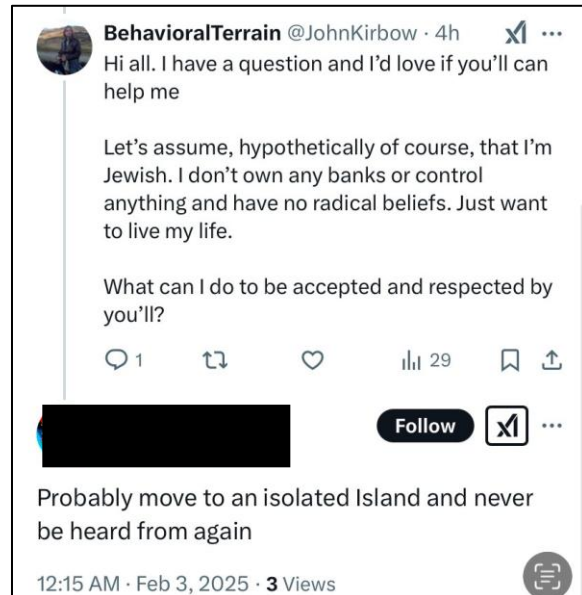 BehavioralTerrain @JohnKirbow · 4h
Hi all. I have a question and I’d love if you’ll can
help me
Let’s assume, hypothetically of course, that I’m
Jewish. I don’t own any banks or control
anything and have no radical beliefs. Just want
to live my life.
What can I do to be accepted and respected by
you’ll?
1 29
Follow
Probably move to an isolated Island and never
be heard from again
12:15 AM · Feb 3, 2025 · 3 Views